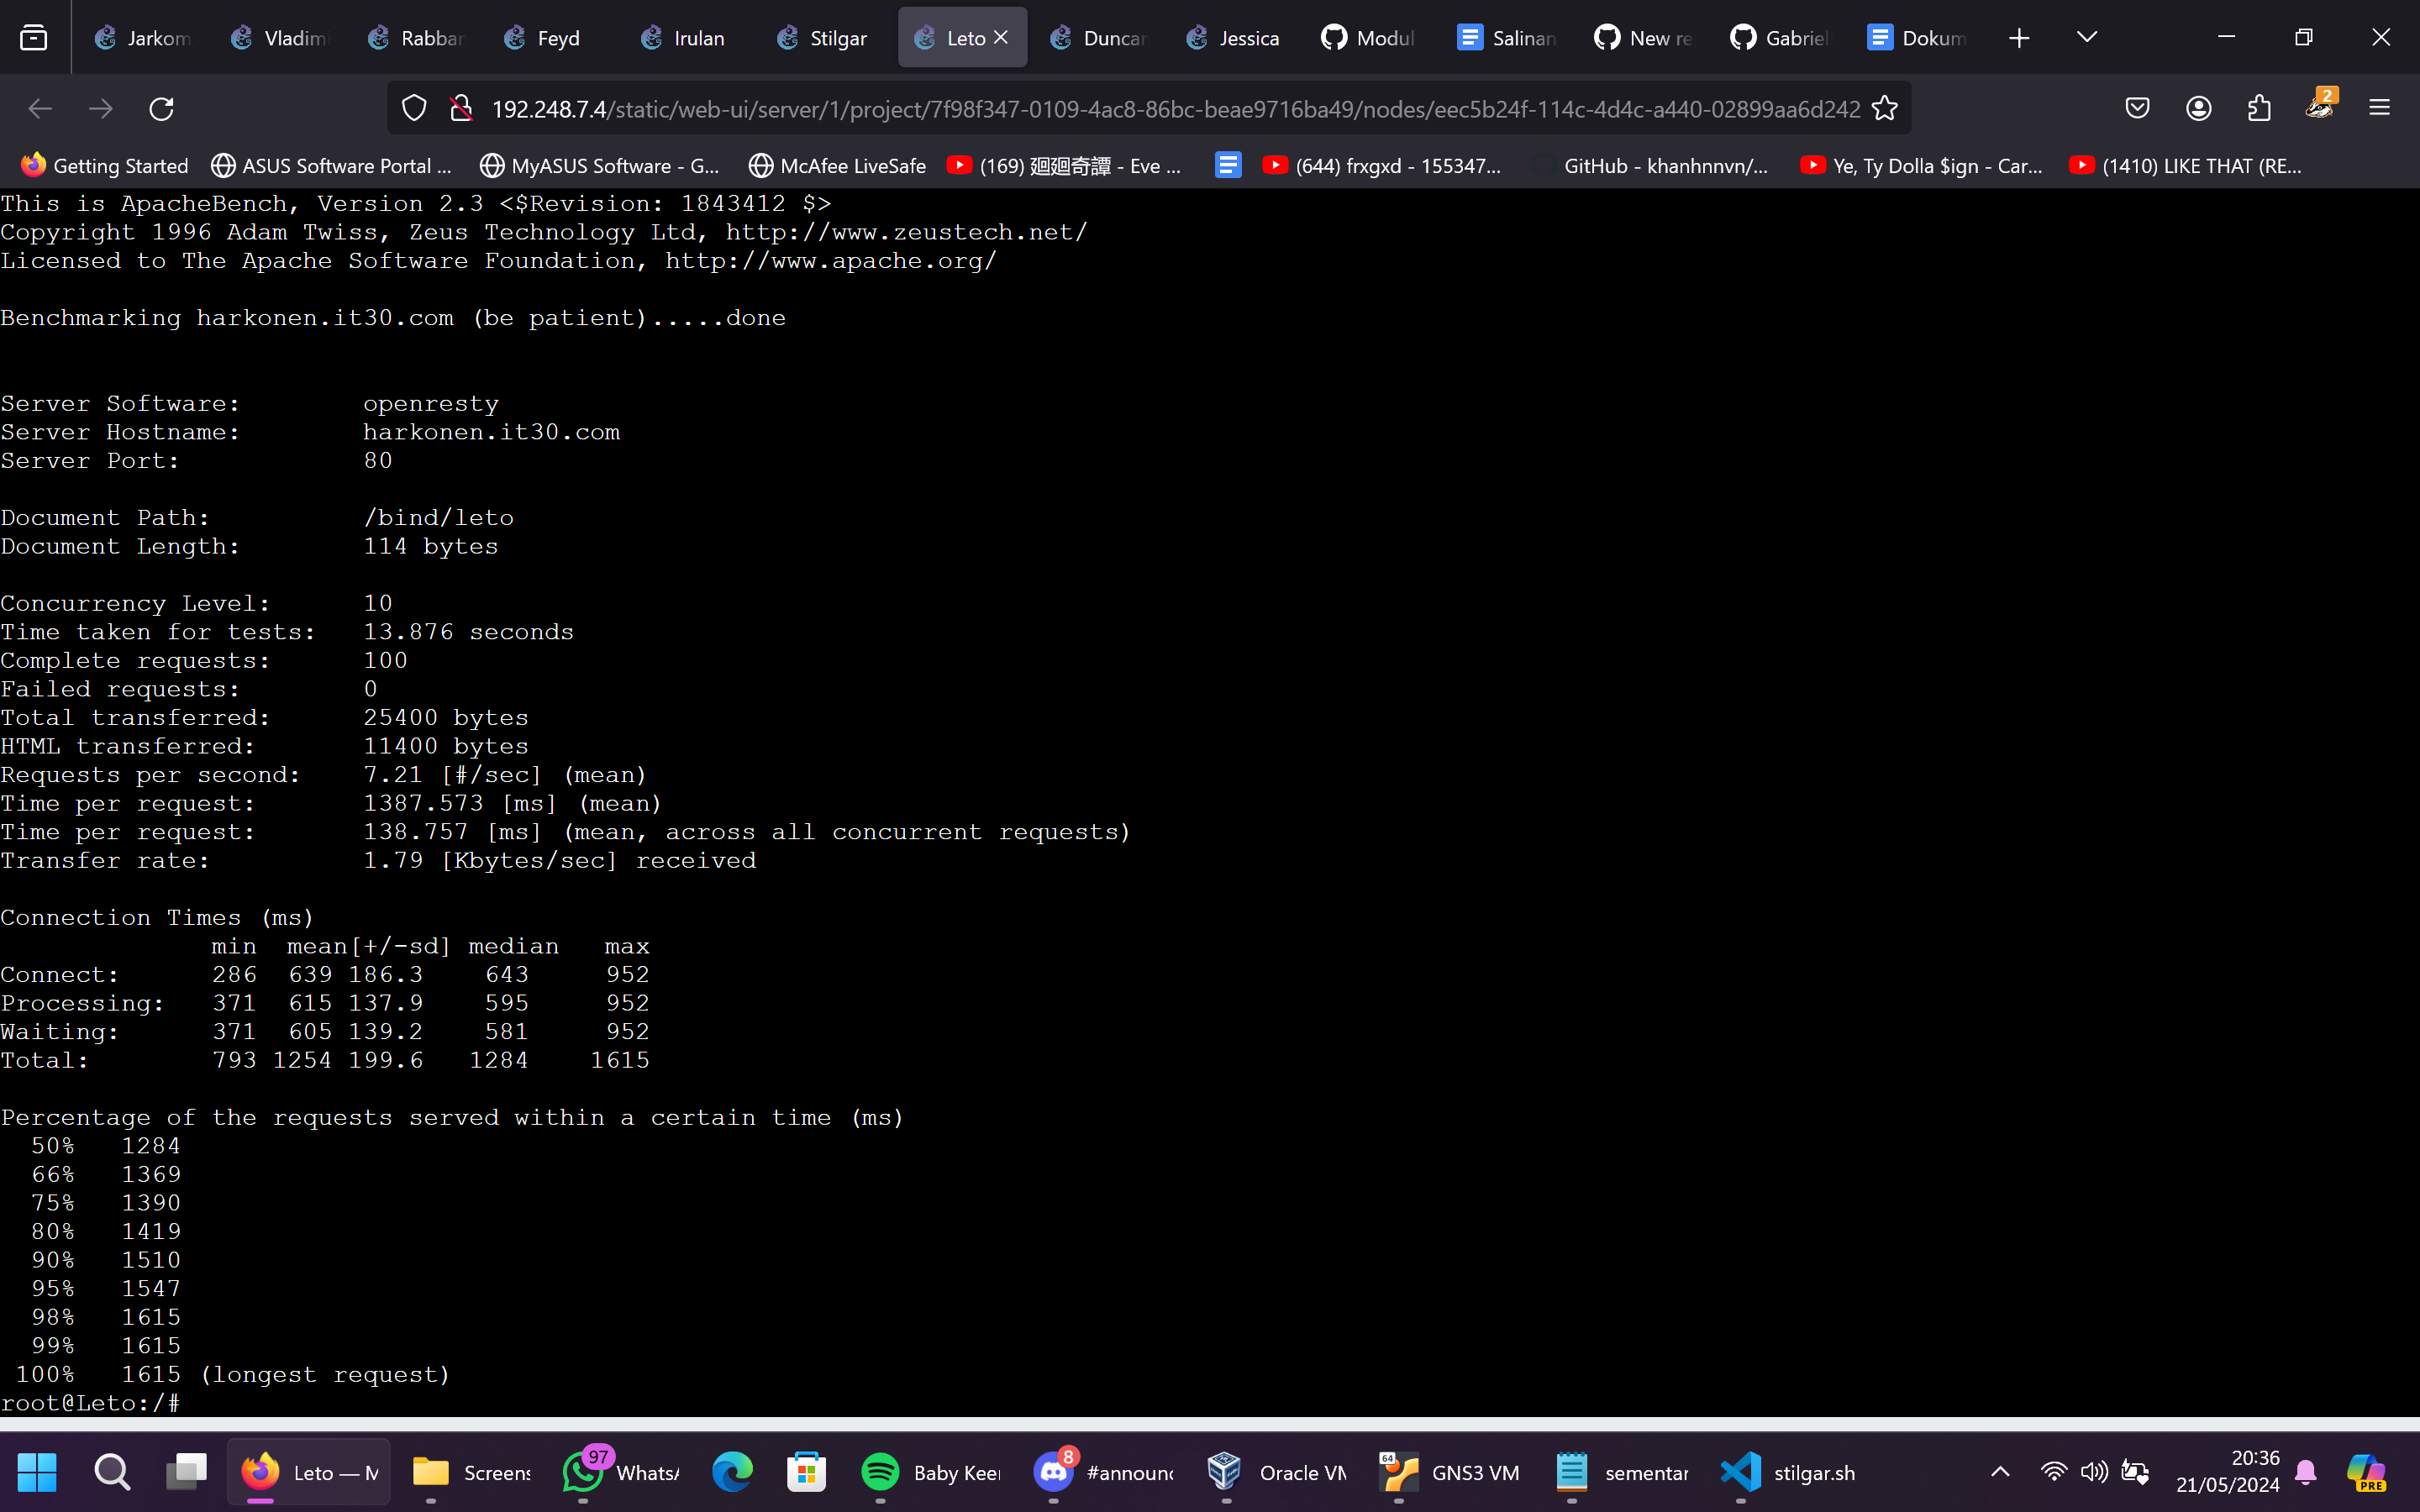 Jarkom Vladimi Rabban Feyd Irulan Stilgar Leto Duncan Jessica Modul Salinan New re Gabriel Dokum
192.248.7.4/static/web-ui/server/1/project/7f98f347-0109-4ac8-86bc-beae9716ba49/nodes/eec5b24f-114c-4d4c-a440-02899aa6d242 2
Getting Started ASUS Software Portal ... MyASUS Software - G... McAfee LiveSafe (169) 廻廻奇譚 - Eve ... (644) frxgxd - 155347... GitHub - khanhnnvn/... Ye, Ty Dolla $ign - Car... (1410) LIKE THAT (RE...
This is ApacheBench, Version 2.3 <$Revision: 1843412 $>
Copyright 1996 Adam Twiss, Zeus Technology Ltd, http://www.zeustech.net/
Licensed to The Apache Software Foundation, http://www.apache.org/
Benchmarking harkonen.it30.com (be patient).....done
Server Software: openresty
Server Hostname: harkonen.it30.com
Server Port: 80
Document Path: /bind/leto
Document Length: 114 bytes
Concurrency Level: 10
Time taken for tests: 13.876 seconds
Complete requests: 100
Failed requests: 0
Total transferred: 25400 bytes
HTML transferred: 11400 bytes
Requests per second: 7.21 [#/sec] (mean)
Time per request: 1387.573 [ms] (mean)
Time per request: 138.757 [ms] (mean, across all concurrent requests)
Transfer rate: 1.79 [Kbytes/sec] received
Connection Times (ms)
min mean[+/-sd] median max
Connect: 286 639 186.3 643 952
Processing: 371 615 137.9 595 952
Waiting: 371 605 139.2 581 952
Total: 793 1254 199.6 1284 1615
Percentage of the requests served within a certain time (ms)
50% 1284
66% 1369
75% 1390
80% 1419
90% 1510
95% 1547
98% 1615
99% 1615
100% 1615 (longest request)
root@Leto:/#
Leto — M Screens 97 WhatsA Baby Keem 8 #announc Oracle VM 64 GNS3 VM sementar stilgar.sh 20:36 PRE
21/05/2024